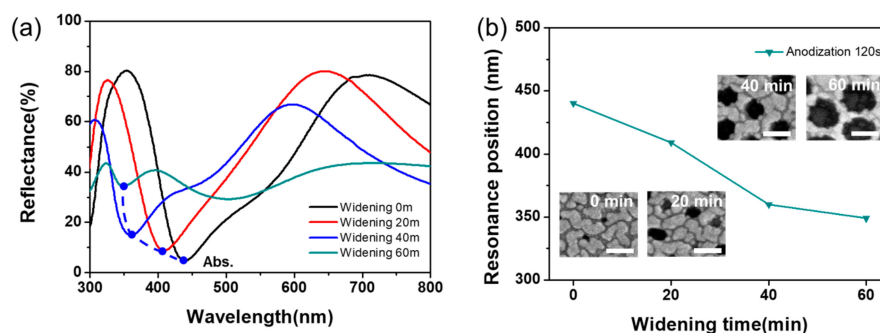 (a)
100
80
60
40
20
0
Reflectance(%)
300 400 500 600 700 800
Wavelength(nm)
Widening 0m
Widening 20m
Widening 40m
Widening 60m
Abs.
(b)
450
400
350
300
Resonance position (nm)
0 20 40 60
Widening time(min)
Anodization 120s
40 min
60 min
0 min
20 min